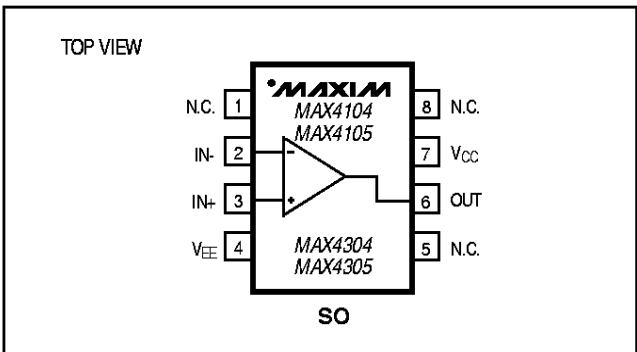 TOP VIEW
MAXIM
MAX4104
MAX4105
N.C. 1
8 N.C.
IN- 2
-
7 VCC
IN+ 3
+
6 OUT
VEE 4
5 N.C.
MAX4304
MAX4305
SO